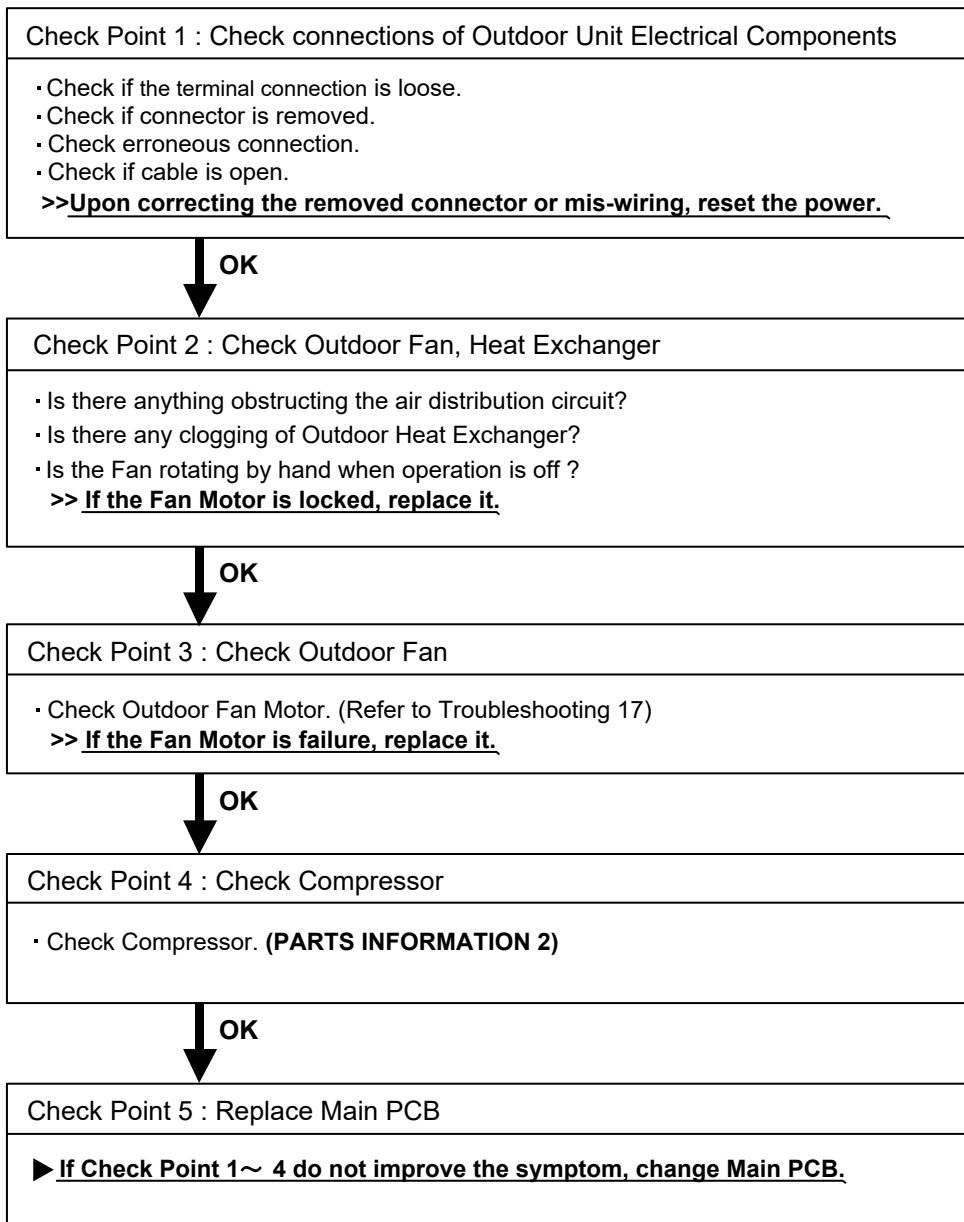 Check Point 1 : Check connections of Outdoor Unit Electrical Components
· Check if the terminal connection is loose.
· Check if connector is removed.
· Check erroneous connection.
· Check if cable is open.
>>Upon correcting the removed connector or mis-wiring, reset the power.
OK
Check Point 2 : Check Outdoor Fan, Heat Exchanger
· Is there anything obstructing the air distribution circuit?
· Is there any clogging of Outdoor Heat Exchanger?
· Is the Fan rotating by hand when operation is off ?
>> If the Fan Motor is locked, replace it.
OK
Check Point 3 : Check Outdoor Fan
· Check Outdoor Fan Motor. (Refer to Troubleshooting 17)
>> If the Fan Motor is failure, replace it.
OK
Check Point 4 : Check Compressor
· Check Compressor. (PARTS INFORMATION 2)
OK
Check Point 5 : Replace Main PCB
▶ If Check Point 1～ 4 do not improve the symptom, change Main PCB.